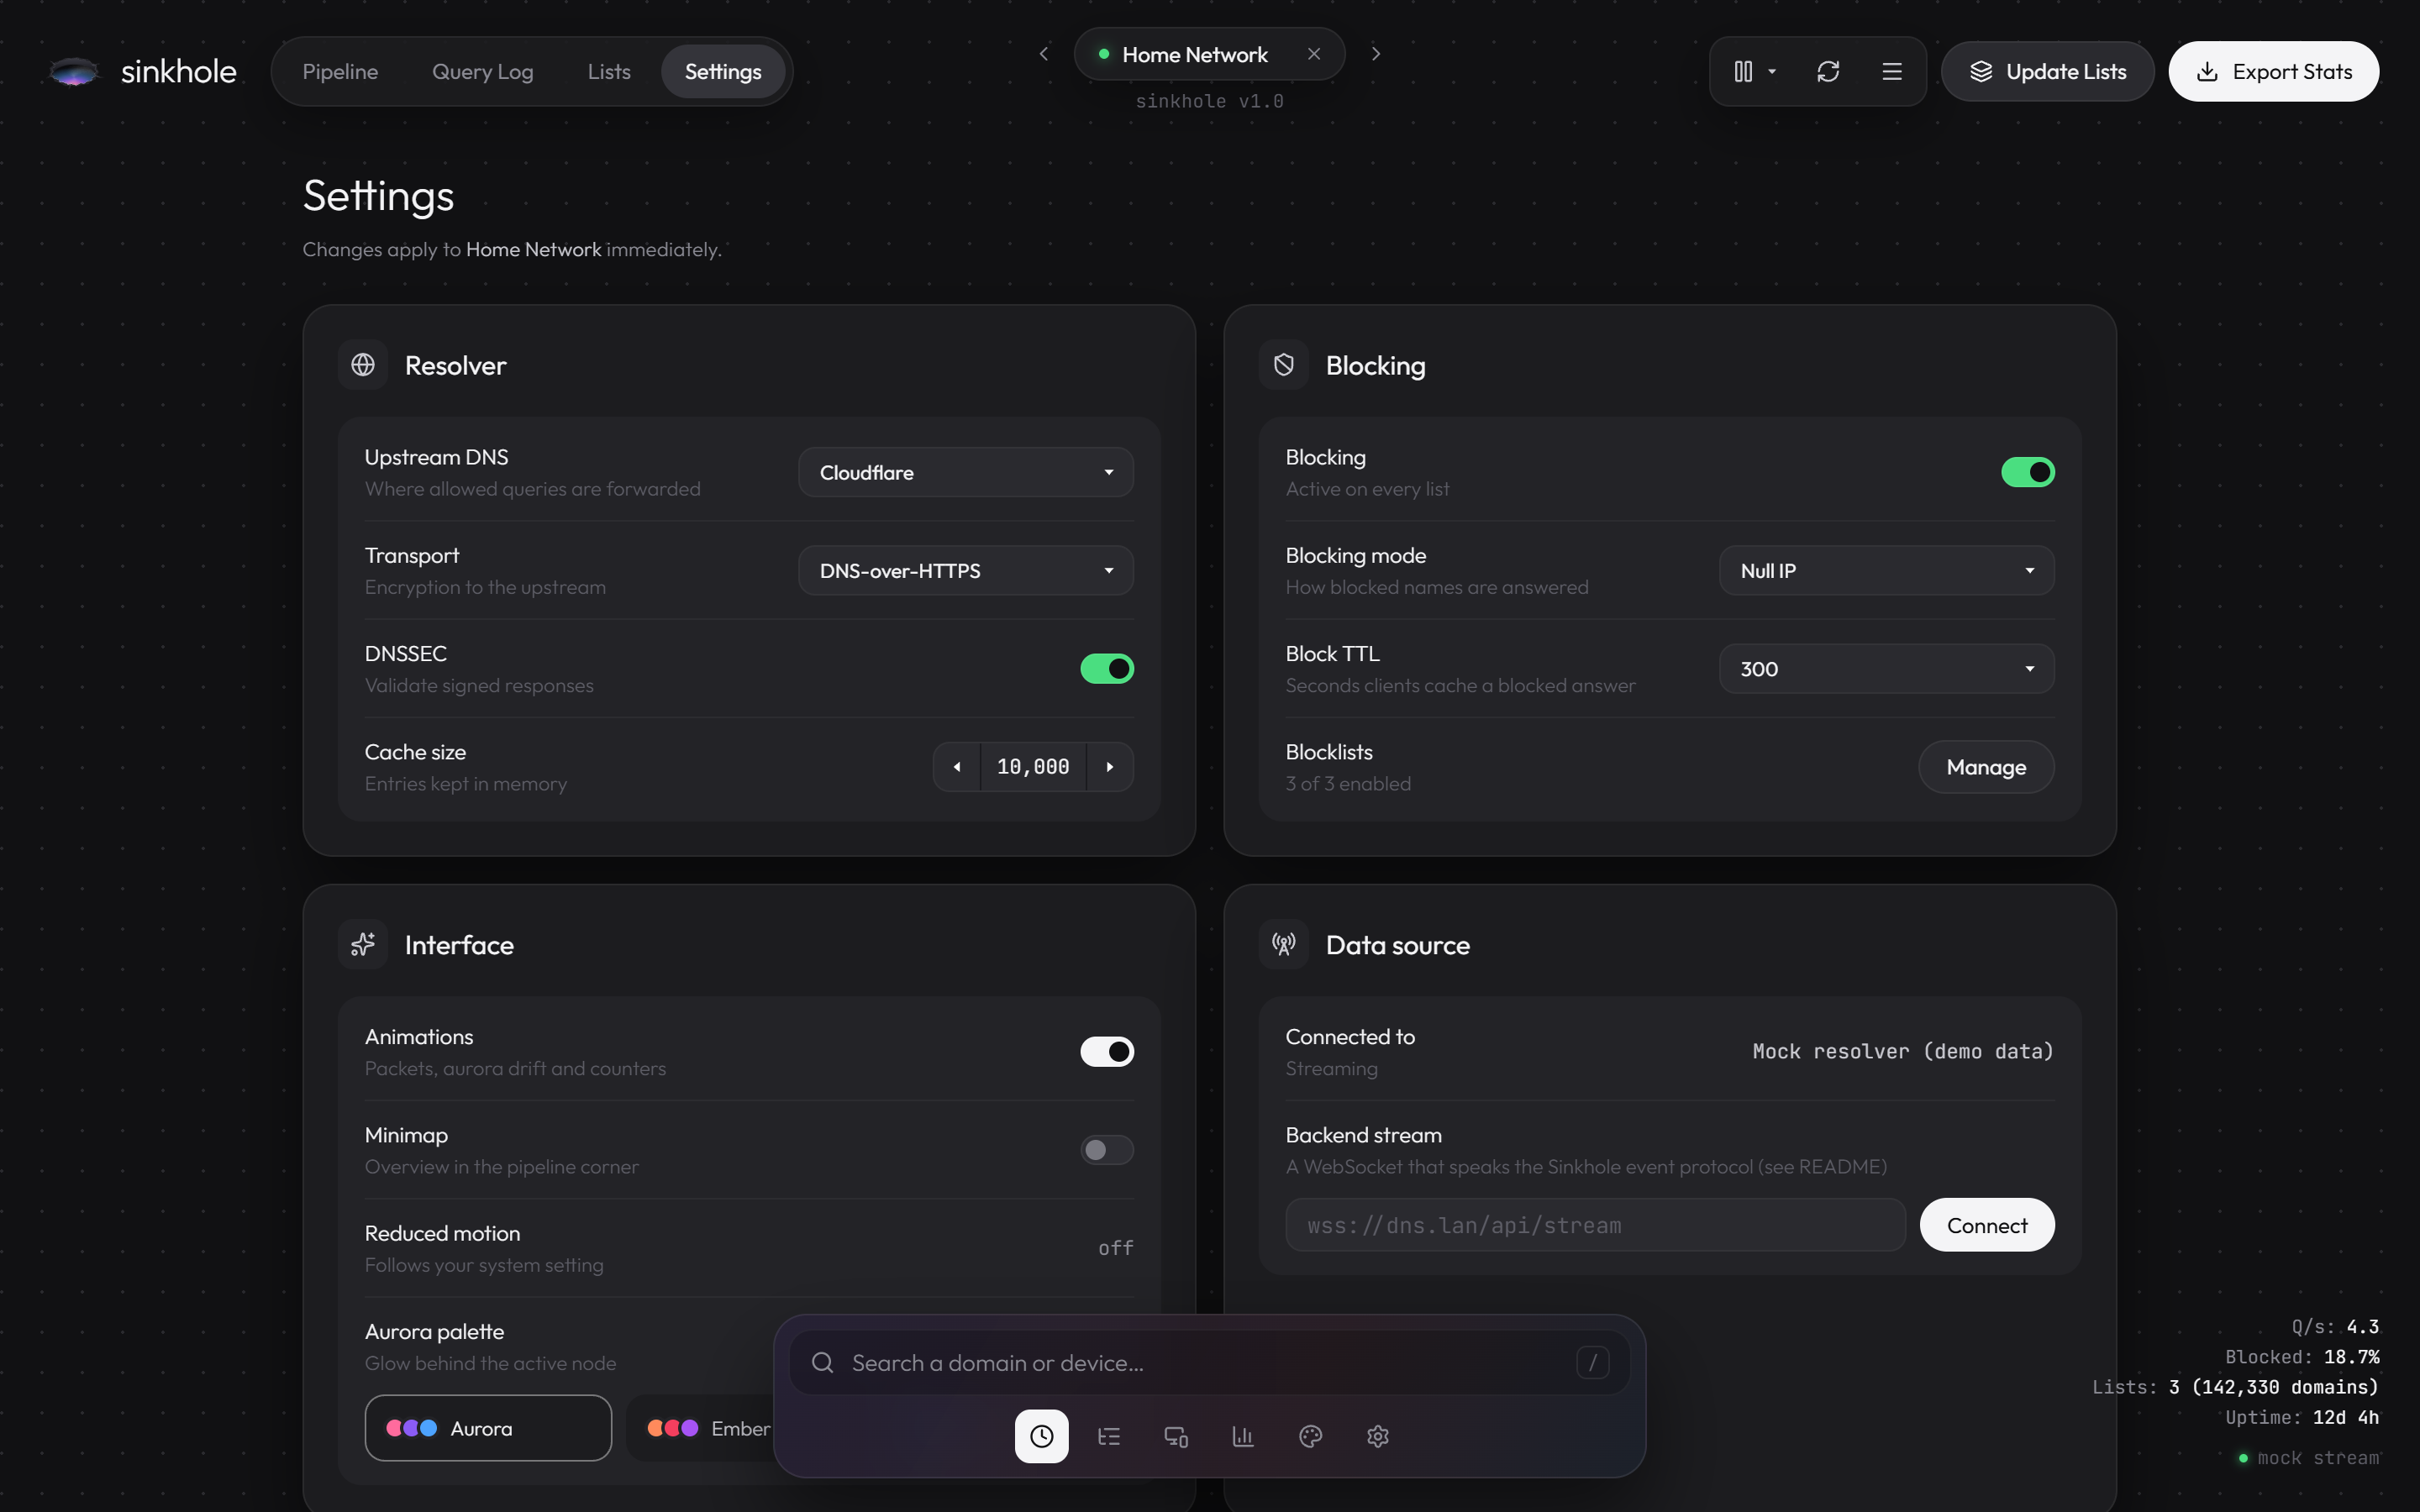 sinkhole
Pipeline
Query Log
Lists
Settings
Home Network
sinkhole v1.0
Update Lists
Export Stats
Settings
Changes apply to Home Network immediately.
Resolver
Upstream DNS
Where allowed queries are forwarded
Cloudflare
Transport
Encryption to the upstream
DNS-over-HTTPS
DNSSEC
Validate signed responses
Cache size
Entries kept in memory
10,000
Blocking
Blocking
Active on every list
Blocking mode
How blocked names are answered
Null IP
Block TTL
Seconds clients cache a blocked answer
300
Blocklists
3 of 3 enabled
Manage
Interface
Animations
Packets, aurora drift and counters
Minimap
Overview in the pipeline corner
Reduced motion
Follows your system setting
off
Aurora palette
Glow behind the active node
Aurora
Ember
Data source
Connected to
Streaming
Mock resolver (demo data)
Backend stream
A WebSocket that speaks the Sinkhole event protocol (see README)
wss://dns.lan/api/stream
Connect
Search a domain or device...
/
Q/s: 4.3
Blocked: 18.7%
Lists: 3 (142,330 domains)
Uptime: 12d 4h
mock stream